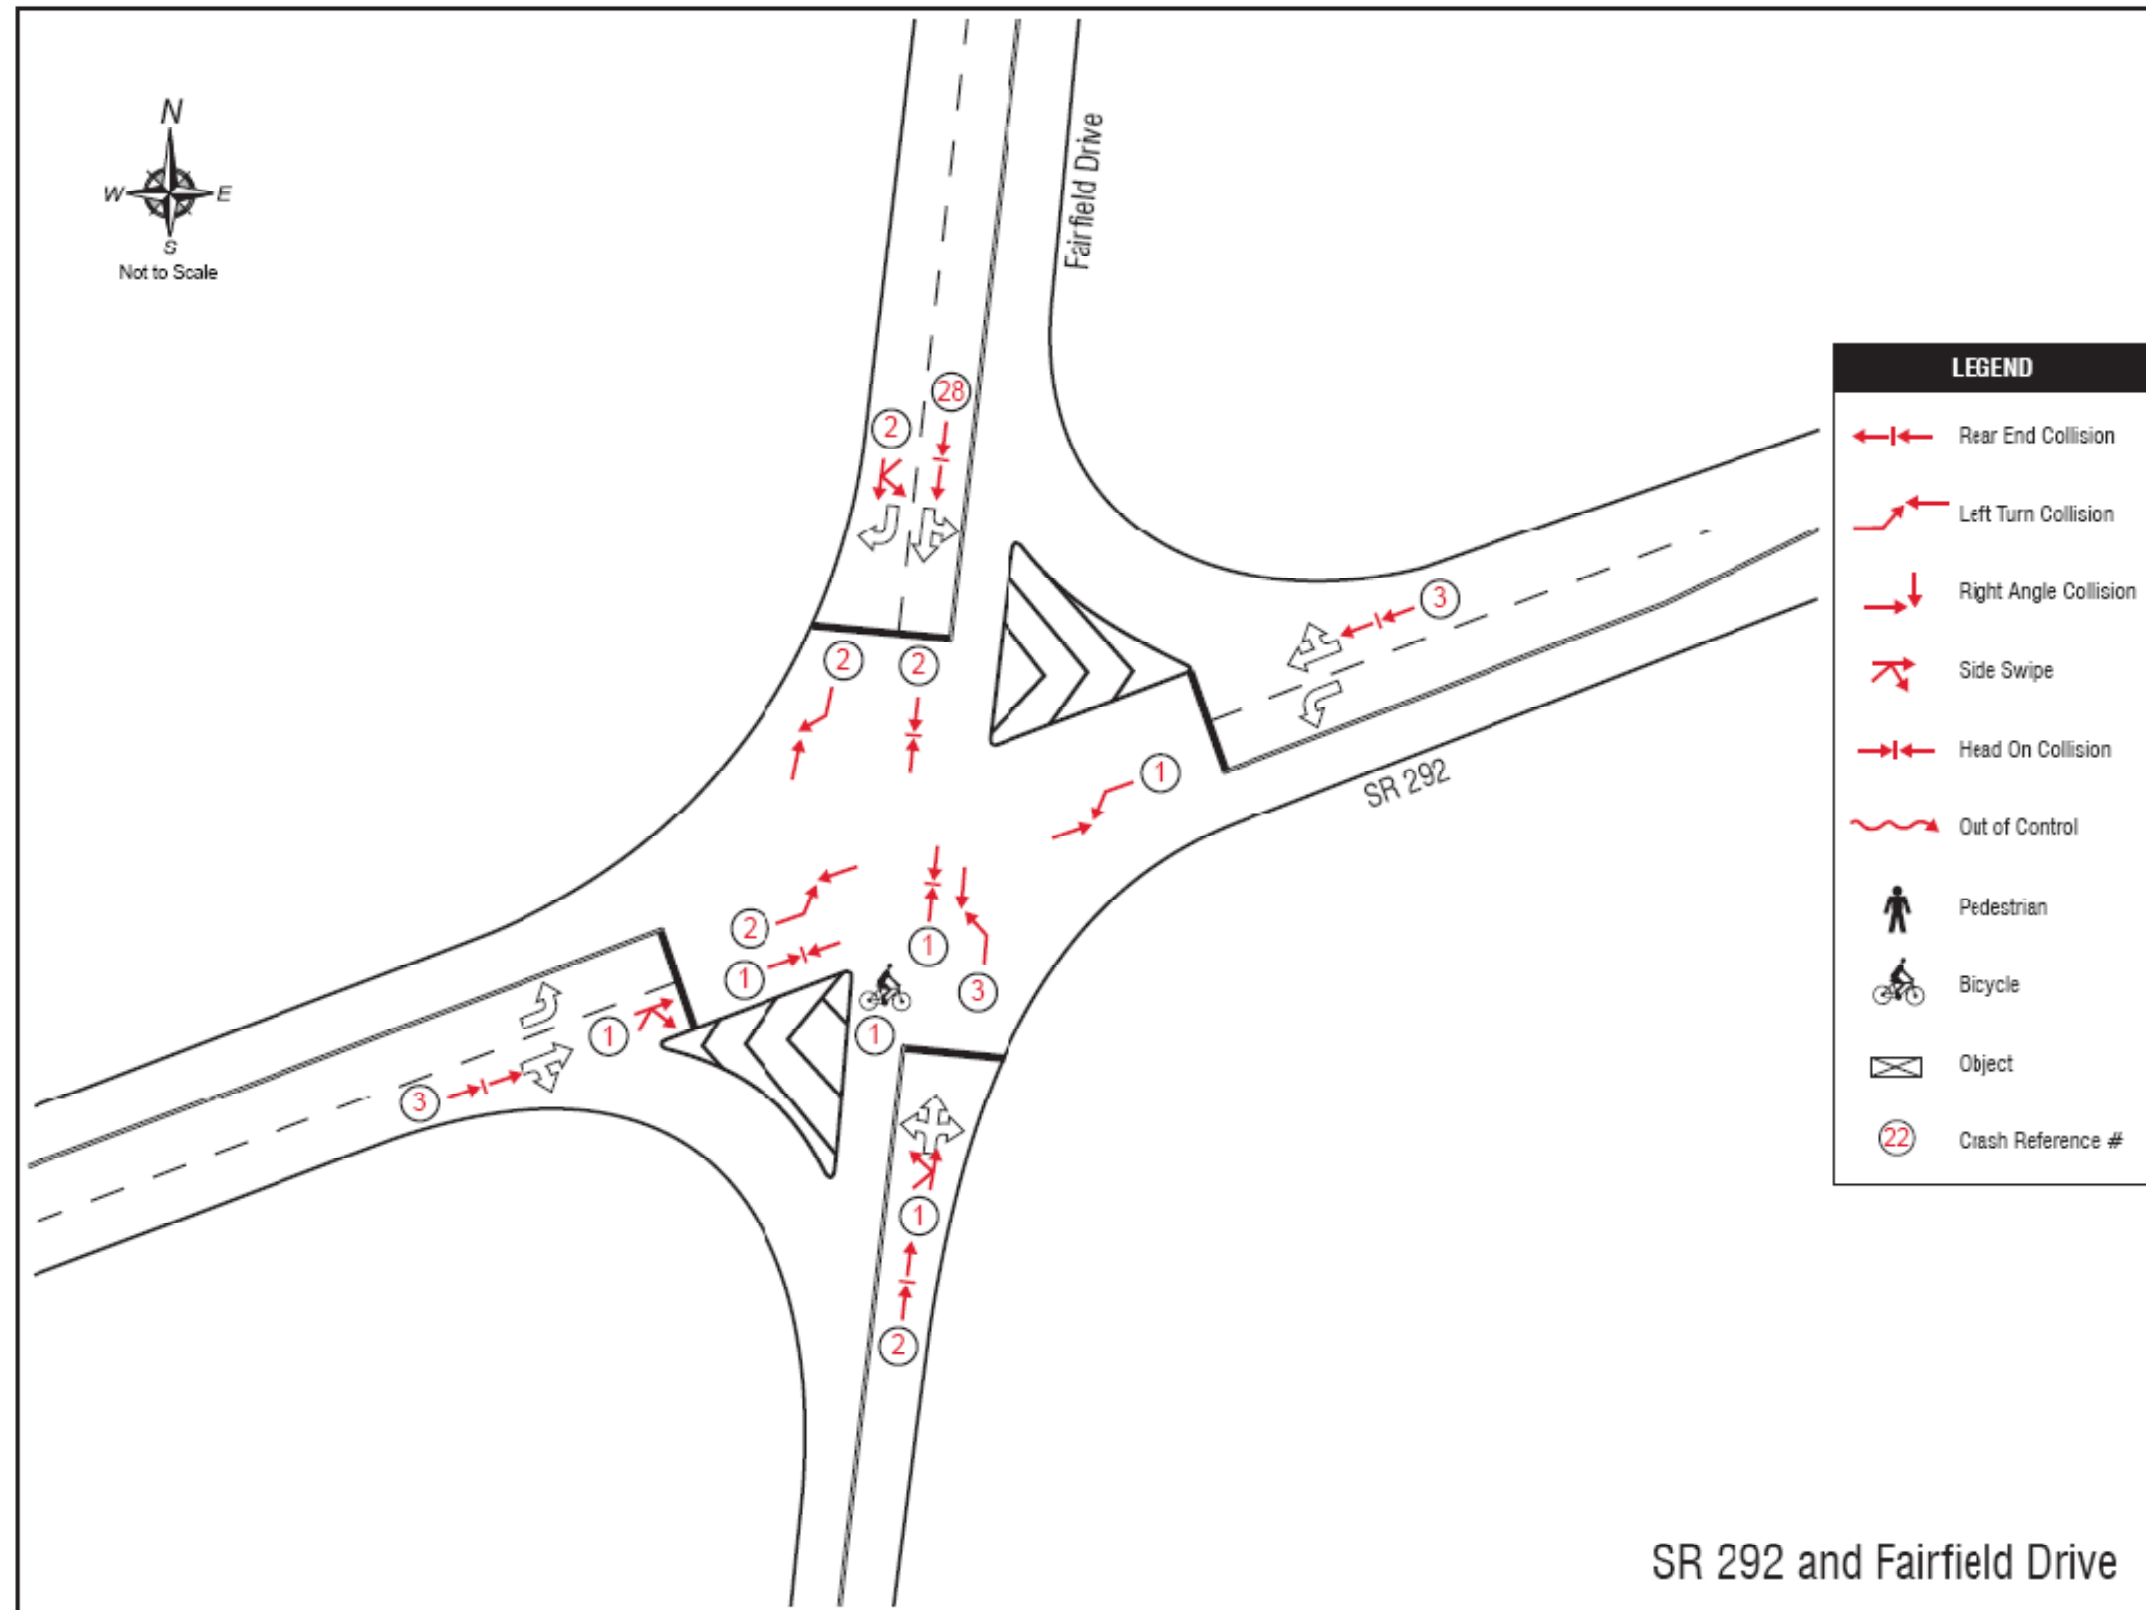 N
W
E
S
Not to Scale
Fairfield Drive
28
2
3
2
2
1
SR 292
2
1
1
3
1
1
3
1
2
LEGEND
Rear End Collision
Left Turn Collision
Right Angle Collision
Side Swipe
Head On Collision
Out of Control
Pedestrian
Bicycle
Object
22
Crash Reference #
SR 292 and Fairfield Drive